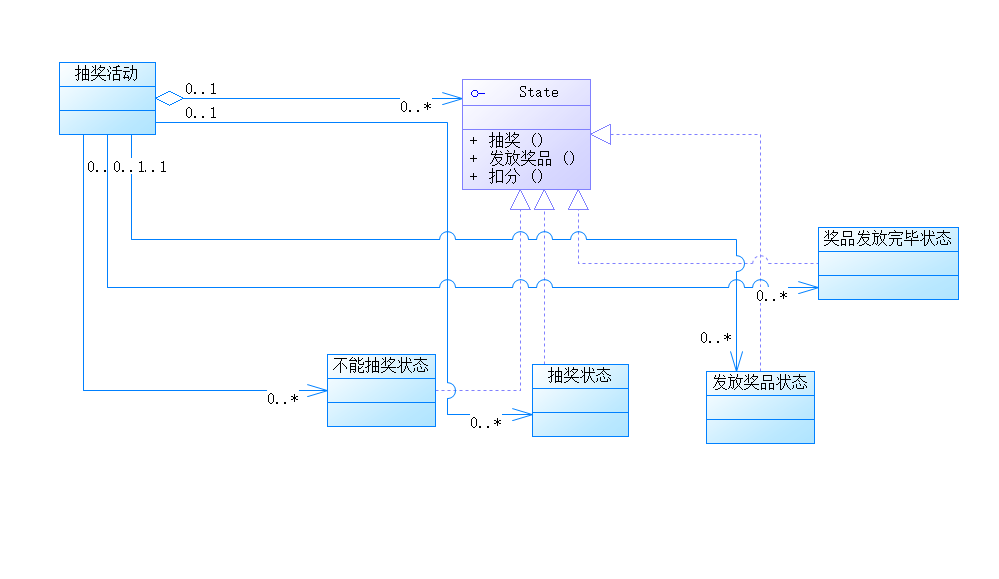 抽奖活动
0..1
0..*
0..1
State
+ 抽奖 ()
+ 发放奖品 ()
+ 扣分 ()
0..
0..1..1
奖品发放完毕状态
0..*
0..*
不能抽奖状态
0..*
抽奖状态
0..*
发放奖品状态